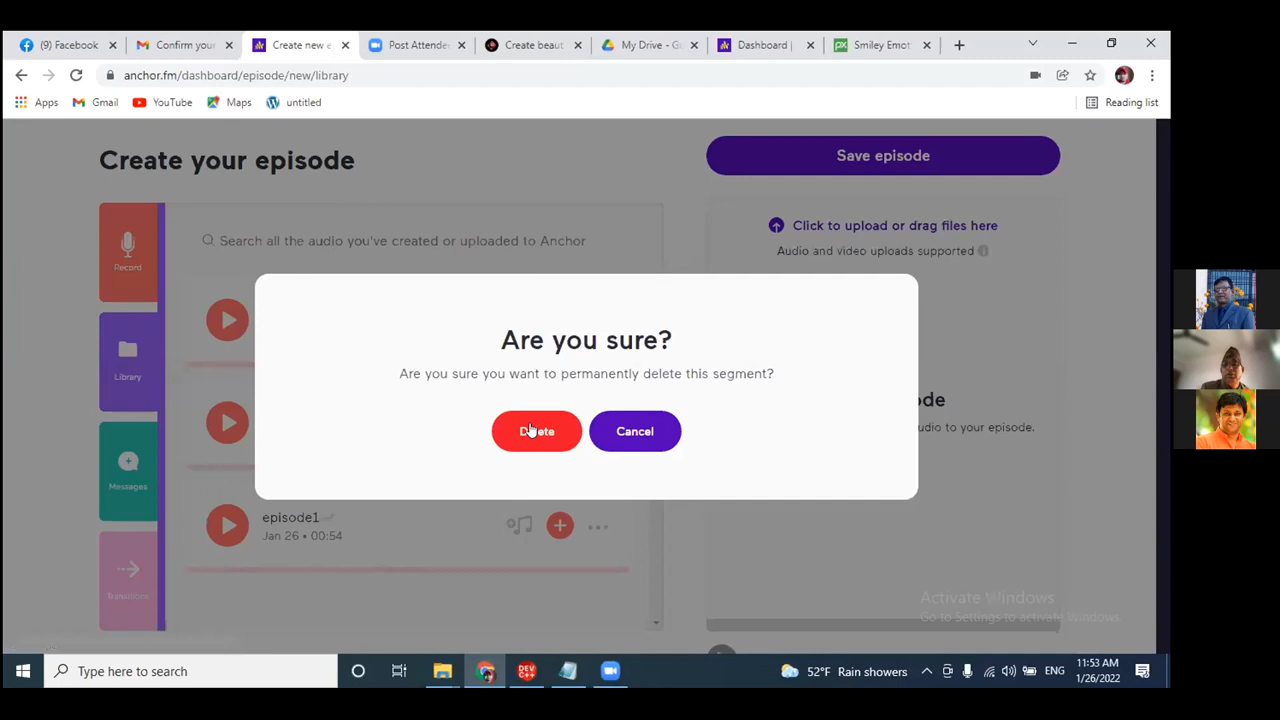 (9) Facebook
Confirm your
Create new e
Post Attende
Create beaut
My Drive - G
Dashboard |
Smiley Emot
anchor.fm/dashboard/episode/new/library
Apps
Gmail
YouTube
Maps
untitled
Reading list
Create your episode
Save episode
Record
Library
Messages
Transitions
Search all the audio you've created or uploaded to Anchor
Click to upload or drag files here
Audio and video uploads supported
Are you sure?
Are you sure you want to permanently delete this segment?
Delete
Cancel
ode
udio to your episode.
episode1
Jan 26 • 00:54
Activate Windows
Go to Settings to activate Windows.
Type here to search
DEV
C++
52°F Rain showers
ENG
11:53 AM
1/26/2022